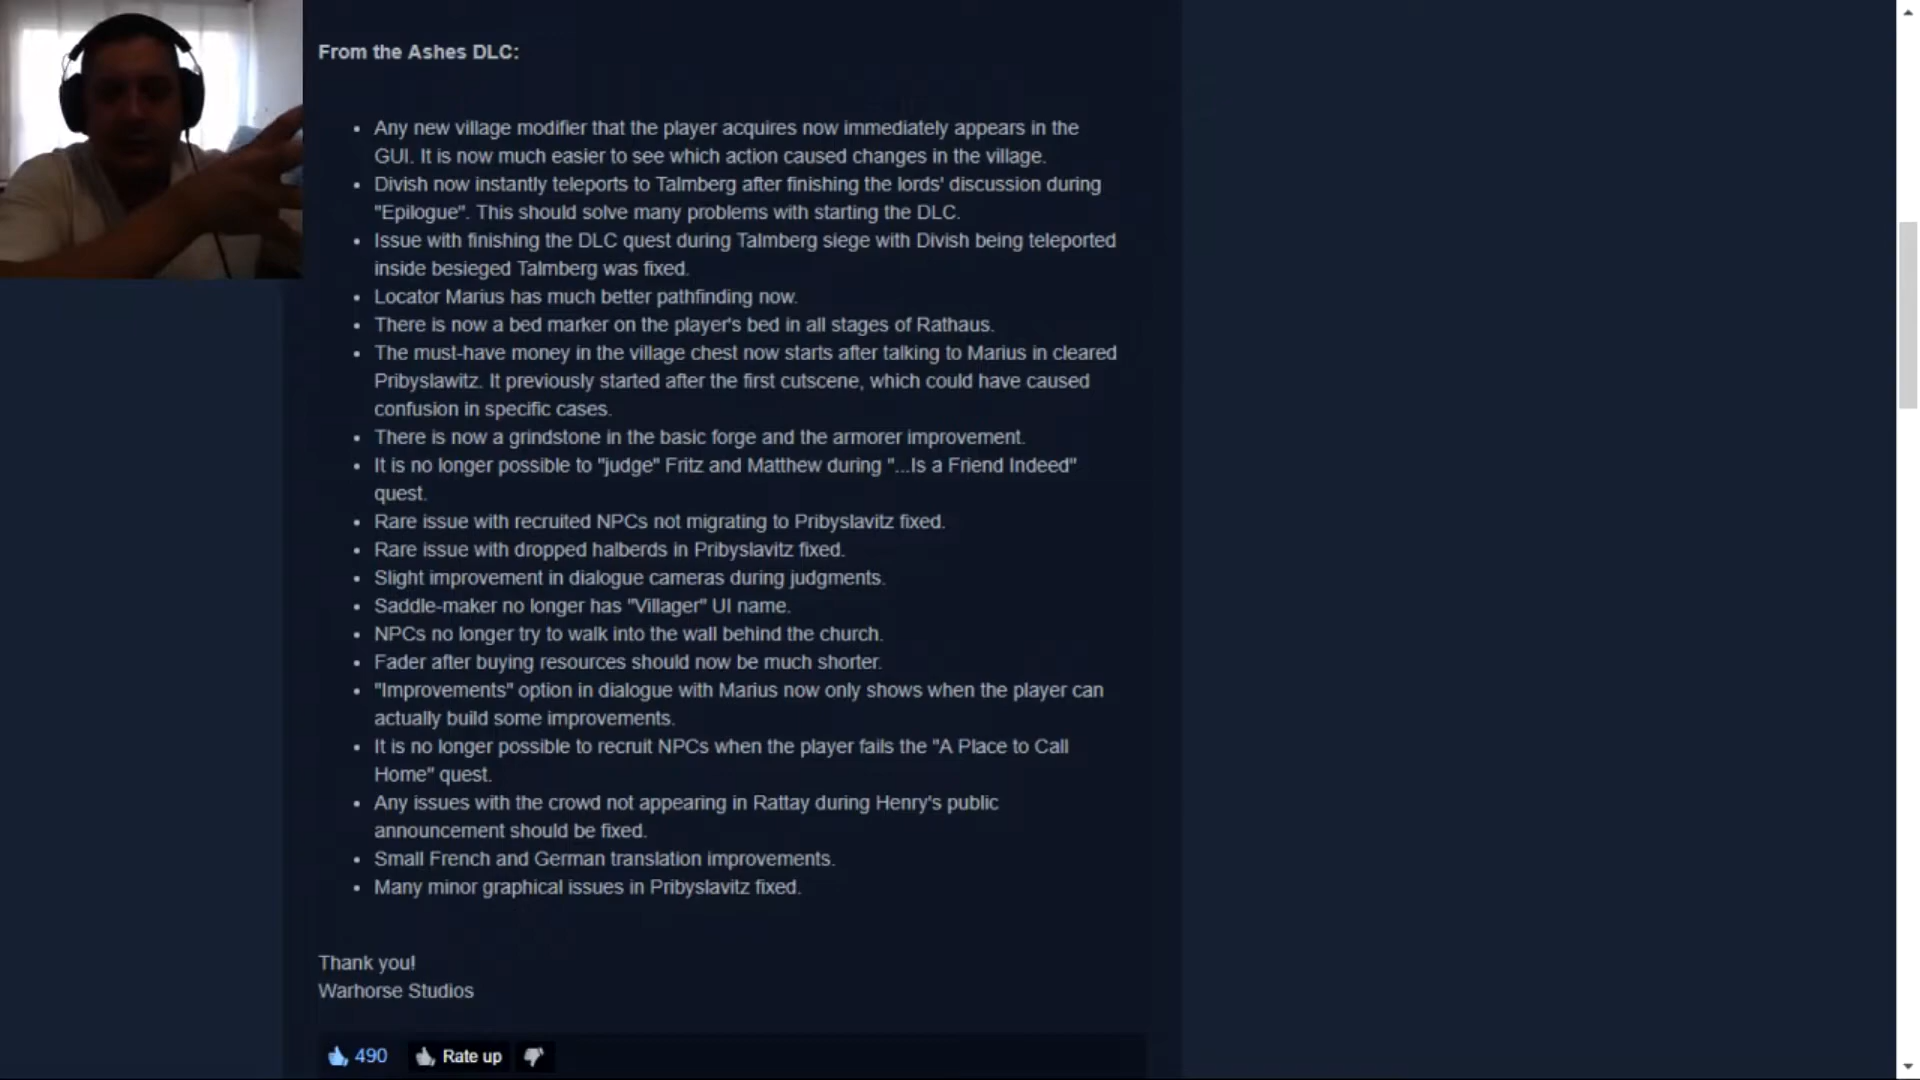 From the Ashes DLC:
Any new village modifier that the player acquires now immediately appears in the
GUI. It is now much easier to see which action caused changes in the village.
Divish now instantly teleports to Talmberg after finishing the lords' discussion during
"Epilogue". This should solve many problems with starting the DLC.
Issue with finishing the DLC quest during Talmberg siege with Divish being teleported
inside besieged Talmberg was fixed.
Locator Marius has much better pathfinding now.
There is now a bed marker on the player's bed in all stages of Rathaus.
The must-have money in the village chest now starts after talking to Marius in cleared
Pribyslawitz. It previously started after the first cutscene, which could have caused
confusion in specific cases.
There is now a grindstone in the basic forge and the armorer improvement.
It is no longer possible to "judge" Fritz and Matthew during "...Is a Friend Indeed"
quest.
Rare issue with recruited NPCs not migrating to Pribyslavitz fixed.
Rare issue with dropped halberds in Pribyslavitz fixed.
Slight improvement in dialogue cameras during judgments.
Saddle-maker no longer has "Villager" UI name.
NPCs no longer try to walk into the wall behind the church.
Fader after buying resources should now be much shorter.
"Improvements" option in dialogue with Marius now only shows when the player can
actually build some improvements.
It is no longer possible to recruit NPCs when the player fails the "A Place to Call
Home" quest.
Any issues with the crowd not appearing in Rattay during Henry's public
announcement should be fixed.
Small French and German translation improvements.
Many minor graphical issues in Pribyslavitz fixed.
Thank you!
Warhorse Studios
490 Rate up